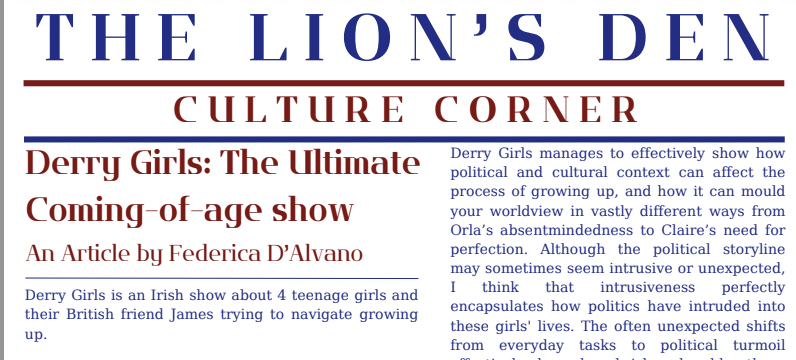 THE LION’S DEN
CULTURE CORNER
Derry Girls: The Ultimate
Coming-of-age show
An Article by Federica D’Alvano
Derry Girls is an Irish show about 4 teenage girls and
their British friend James trying to navigate growing
up.
Derry Girls manages to effectively show how
political and cultural context can affect the
process of growing up, and how it can mould
your worldview in vastly different ways from
Orla’s absentmindedness to Claire’s need for
perfection. Although the political storyline
may sometimes seem intrusive or unexpected,
I think that intrusiveness perfectly
encapsulates how politics have intruded into
these girls' lives. The often unexpected shifts
from everyday tasks to political turmoil